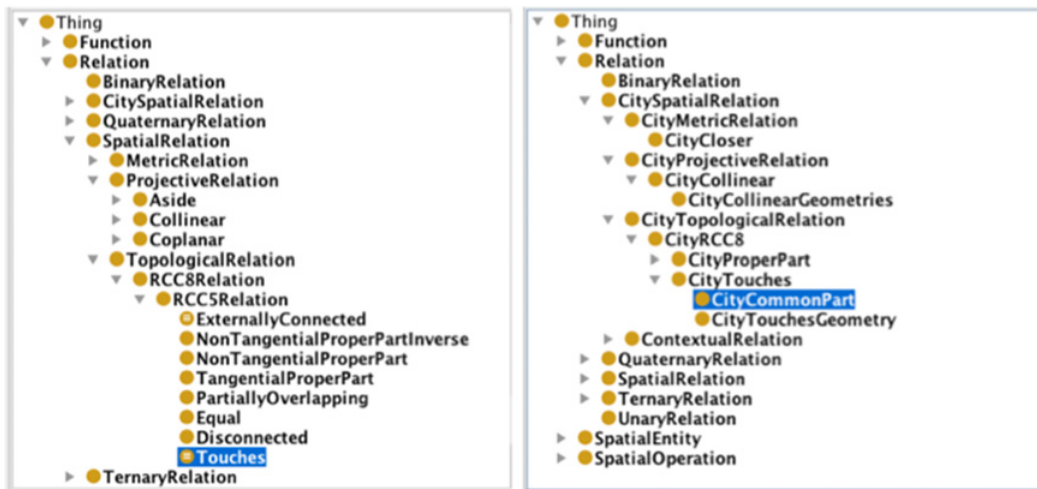 Thing
Function
Relation
BinaryRelation
CitySpatialRelation
QuaternaryRelation
SpatialRelation
MetricRelation
ProjectiveRelation
Aside
Collinear
Coplanar
TopologicalRelation
RCC8Relation
RCC5Relation
ExternallyConnected
NonTangentialProperPartInverse
NonTangentialProperPart
TangentialProperPart
PartiallyOverlapping
Equal
Disconnected
Touches
TernaryRelation
Thing
Function
Relation
BinaryRelation
CitySpatialRelation
CityMetricRelation
CityCloser
CityProjectiveRelation
CityCollinear
CityCollinearGeometries
CityTopologicalRelation
CityRCC8
CityProperPart
CityTouches
CityCommonPart
CityTouchesGeometry
ContextualRelation
QuaternaryRelation
SpatialRelation
TernaryRelation
UnaryRelation
SpatialEntity
SpatialOperation